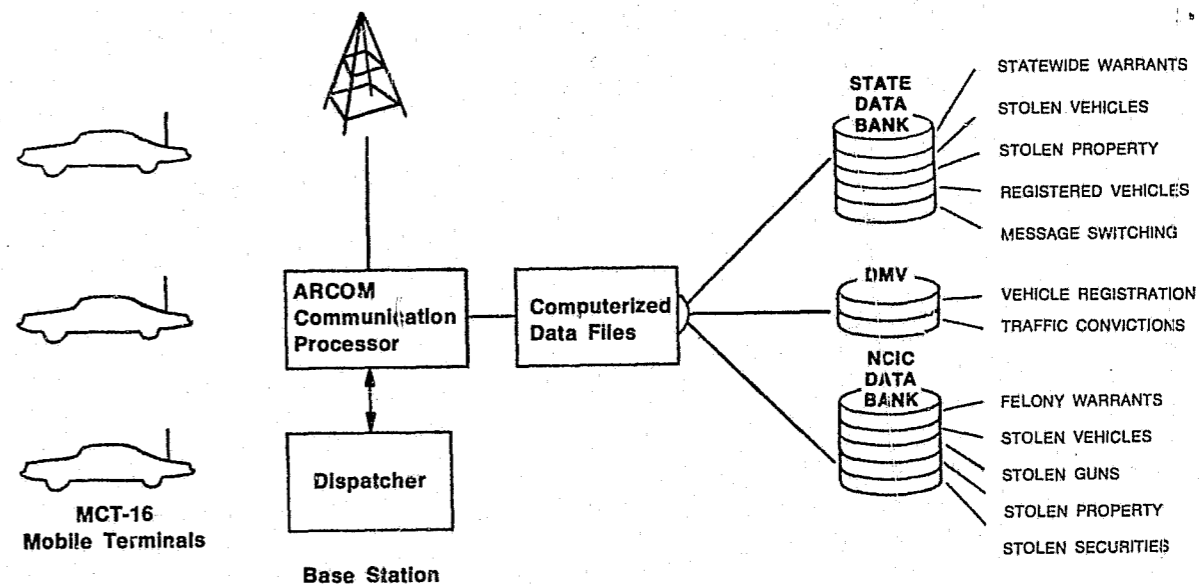 STATE
DATA
BANK
STATEWIDE WARRANTS
STOLEN VEHICLES
STOLEN PROPERTY
REGISTERED VEHICLES
MESSAGE SWITCHING
ARCOM
Communication
Processor
Computerized
Data Files
DMV
VEHICLE REGISTRATION
TRAFFIC CONVICTIONS
NCIC
DATA
BANK
FELONY WARRANTS
STOLEN VEHICLES
STOLEN GUNS
STOLEN PROPERTY
STOLEN SECURITIES
Dispatcher
MCT-16
Mobile Terminals
Base Station